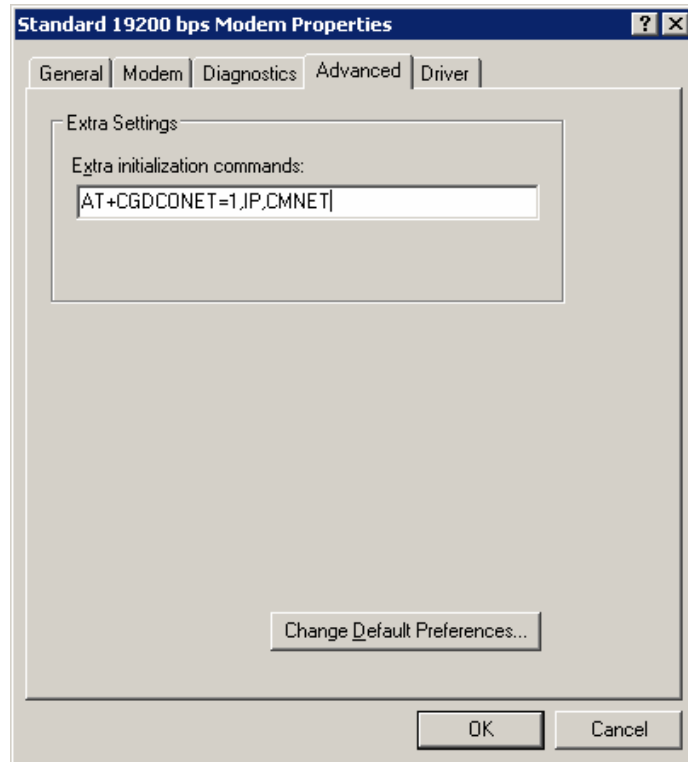 Standard 19200 bps Modem Properties
General Modem Diagnostics Advanced Driver
Extra Settings
Extra initialization commands:
AT+CGDCONET=1,IP,CMNET
Change Default Preferences...
OK Cancel